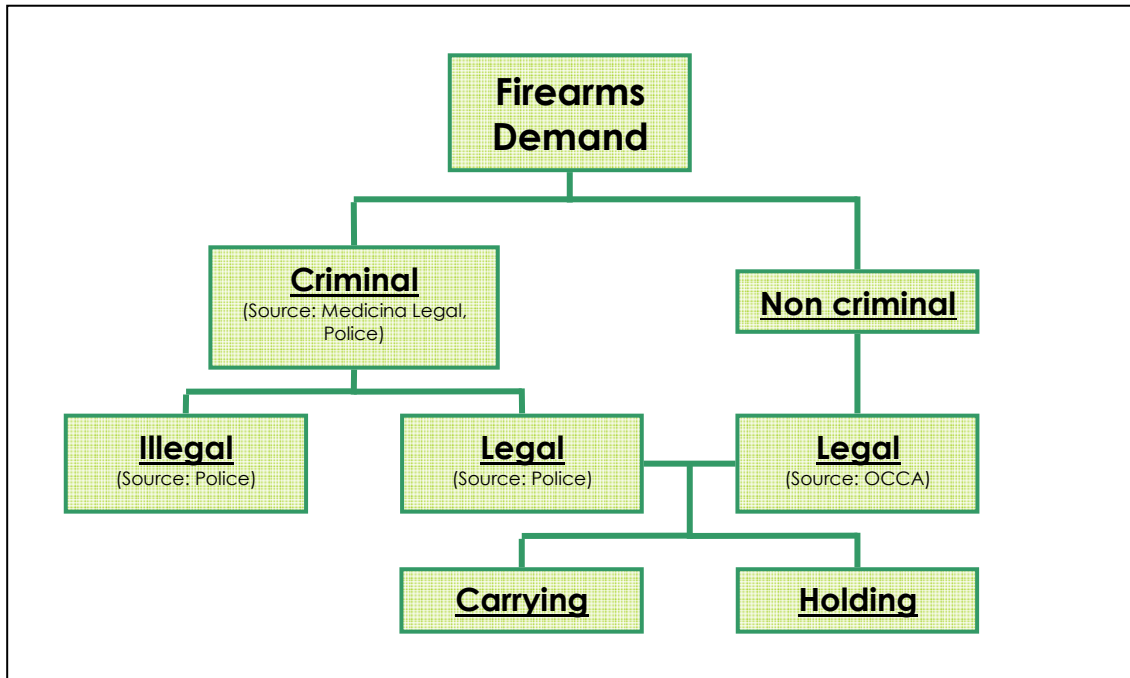 Firearms
Demand
Criminal
(Source: Medicina Legal,
Police)
Non criminal
Illegal
(Source: Police)
Legal
(Source: Police)
Legal
(Source: OCCA)
Carrying
Holding